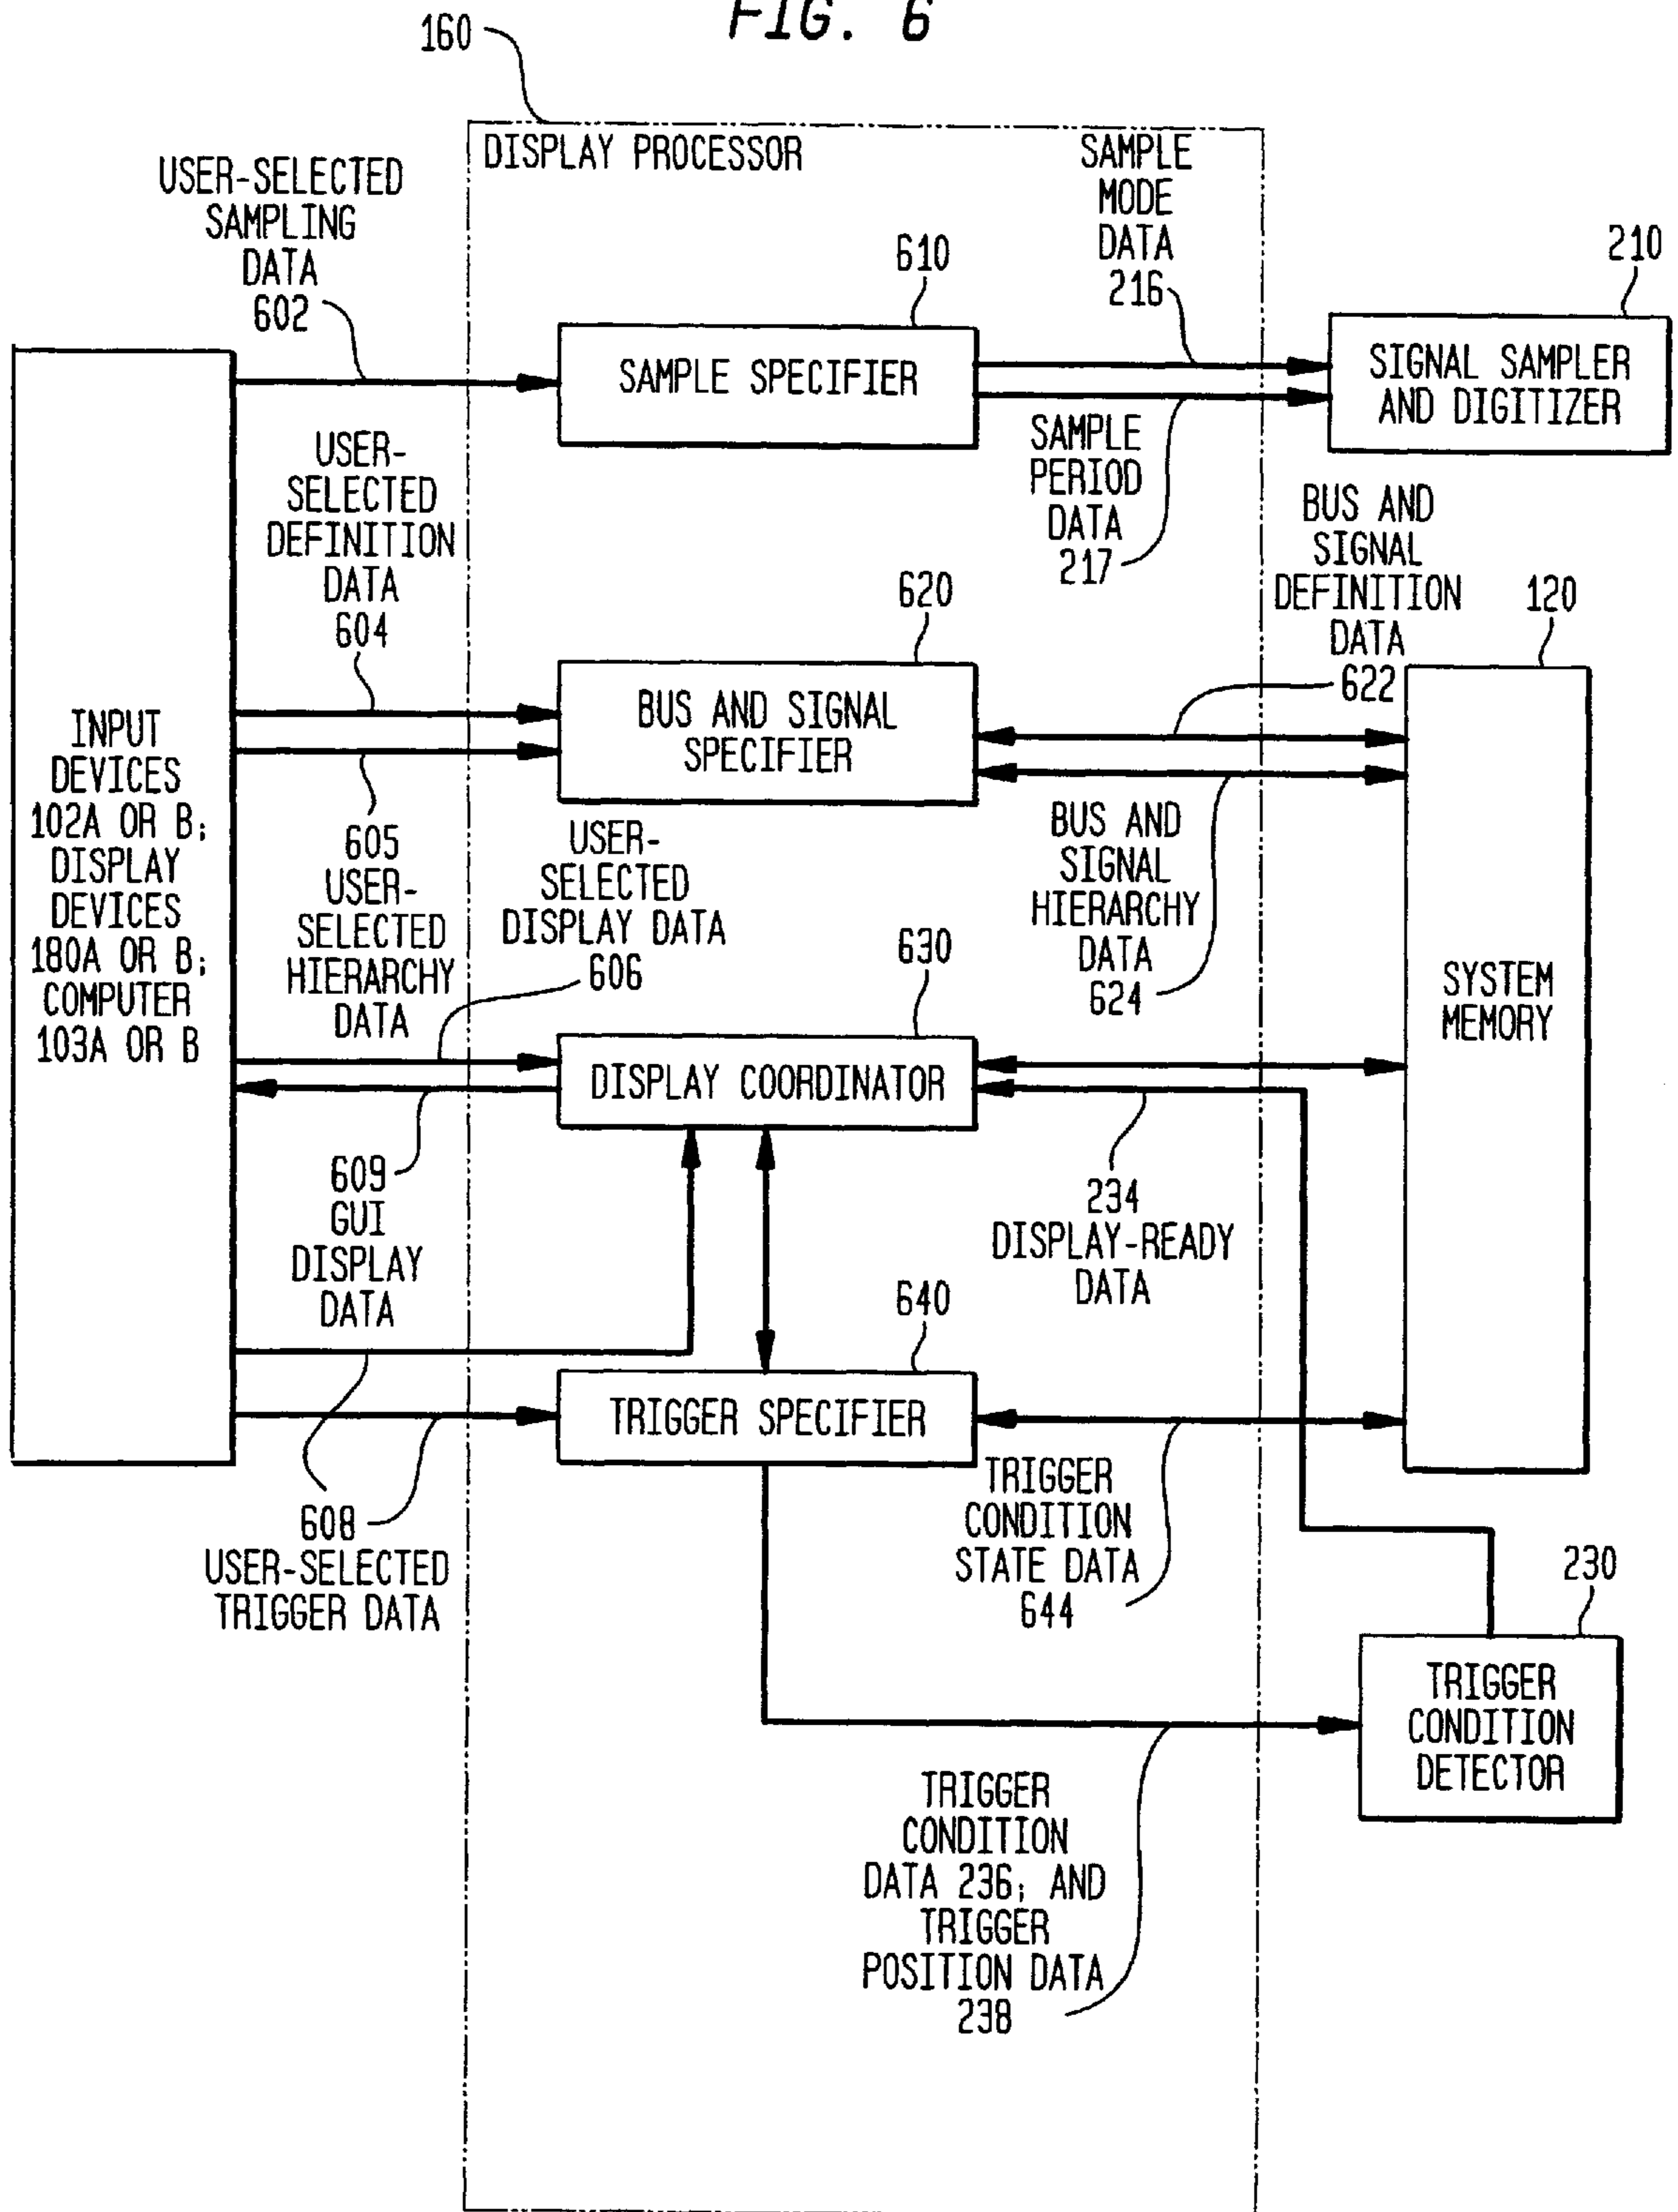 FIG. 6
160
DISPLAY PROCESSOR
USER-SELECTED
SAMPLING
DATA
602
610
SAMPLE SPECIFIER
SAMPLE
MODE
DATA
216
SAMPLE
PERIOD
DATA
217
210
SIGNAL SAMPLER
AND DIGITIZER
INPUT
DEVICES
102A OR B;
DISPLAY
DEVICES
180A OR B;
COMPUTER
103A OR B
USER-
SELECTED
DEFINITION
DATA
604
605
USER-
SELECTED
HIERARCHY
DATA
620
BUS AND SIGNAL
SPECIFIER
BUS AND
SIGNAL
DEFINITION
DATA
622
BUS AND
SIGNAL
HIERARCHY
DATA
624
120
SYSTEM
MEMORY
USER-
SELECTED
DISPLAY DATA
606
630
DISPLAY COORDINATOR
609
GUI
DISPLAY
DATA
234
DISPLAY-READY
DATA
640
TRIGGER SPECIFIER
608
USER-SELECTED
TRIGGER DATA
TRIGGER
CONDITION
STATE DATA
644
230
TRIGGER
CONDITION
DETECTOR
TRIGGER
CONDITION
DATA 236; AND
TRIGGER
POSITION DATA
238